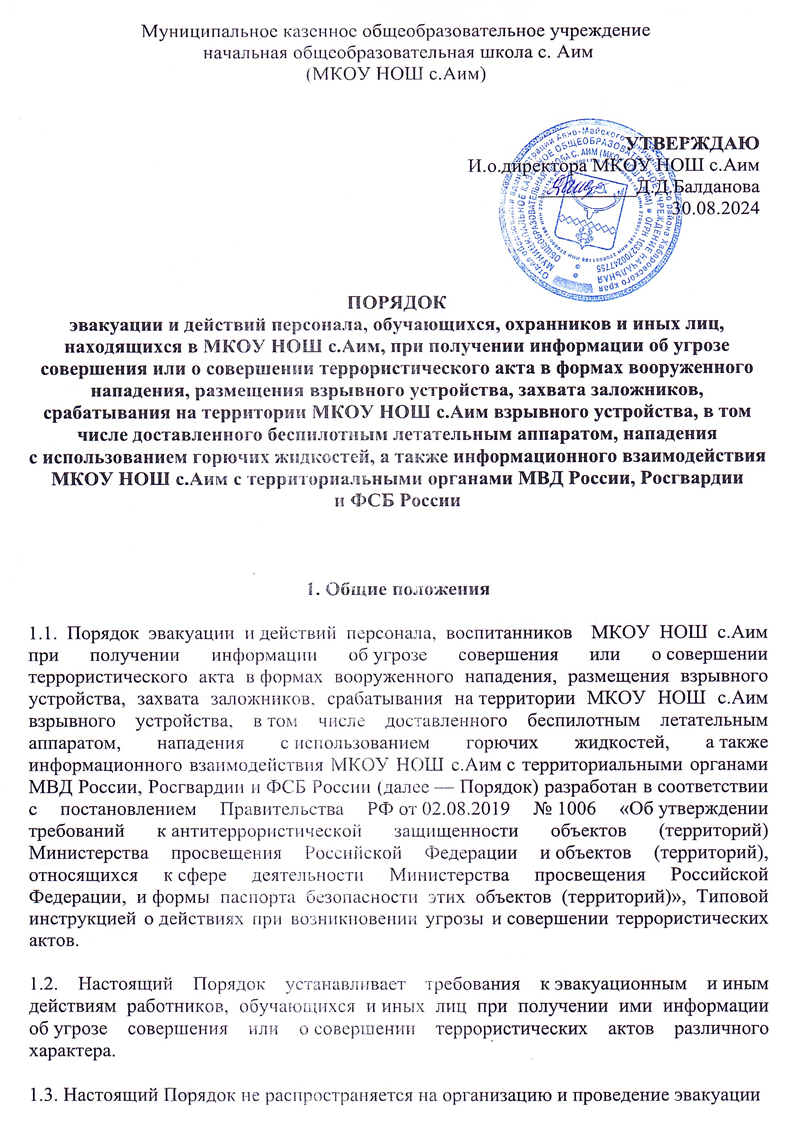 Муниципальное казенное общеобразовательное учреждение
начальная общеобразовательная школа с. Аим
(МКОУ НОШ с.Аим)
УТВЕРЖДАЮ
И.о.директора МКОУ НОШ с.Аим
Д.Д.Балданова
30.08.2024
ПОРЯДОК
эвакуации и действий персонала, обучающихся, охранников и иных лиц,
находящихся в МКОУ НОШ с.Аим, при получении информации об угрозе
совершения или о совершении террористического акта в формах вооруженного
нападения, размещения взрывного устройства, захвата заложников,
срабатывания на территории МКОУ НОШ с.Аим взрывного устройства, в том
числе доставленного беспилотным летательным аппаратом, нападения
с использованием горючих жидкостей, а также информационного взаимодействия
МКОУ НОШ с.Аим с территориальными органами МВД России, Росгвардии
и ФСБ России
1. Общие положения
1.1. Порядок эвакуации и действий персонала, воспитанников МКОУ НОШ с.Аим
при получении информации об угрозе совершения или о совершении
террористического акта в формах вооруженного нападения, размещения взрывного
устройства, захвата заложников, срабатывания на территории МКОУ НОШ с.Аим
взрывного устройства, в том числе доставленного беспилотным летательным
аппаратом, нападения с использованием горючих жидкостей, а также
информационного взаимодействия МКОУ НОШ с.Аим с территориальными органами
МВД России, Росгвардии и ФСБ России (далее — Порядок) разработан в соответствии
с постановлением Правительства РФ от 02.08.2019 № 1006 «Об утверждении
требований к антитеррористической защищенности объектов (территорий)
Министерства просвещения Российской Федерации и объектов (территорий),
относящихся к сфере деятельности Министерства просвещения Российской
Федерации, и формы паспорта безопасности этих объектов (территорий)», Типовой
инструкцией о действиях при возникновении угрозы и совершении террористических
актов.
1.2. Настоящий Порядок устанавливает требования к эвакуационным и иным
действиям работников, обучающихся и иных лиц при получении ими информации
об угрозе совершения или о совершении террористических актов различного
характера.
1.3. Настоящий Порядок не распространяется на организацию и проведение эвакуации